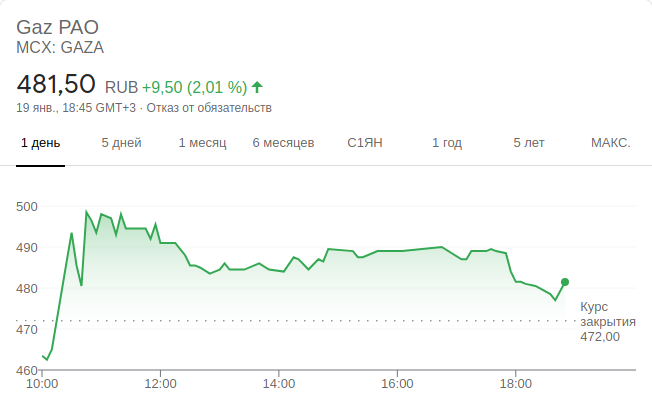 Gaz PAO
MCX: GAZA
481,50 RUB +9,50 (2,01 %)
19 янв., 18:45 GMT+3 · Отказ от обязательств
1 день 5 дней 1 месяц 6 месяцев С1ЯН 1 год 5 лет МАКС.
500
490
480
Курс
закрытия
472,00
470
460
10:00 12:00 14:00 16:00 18:00